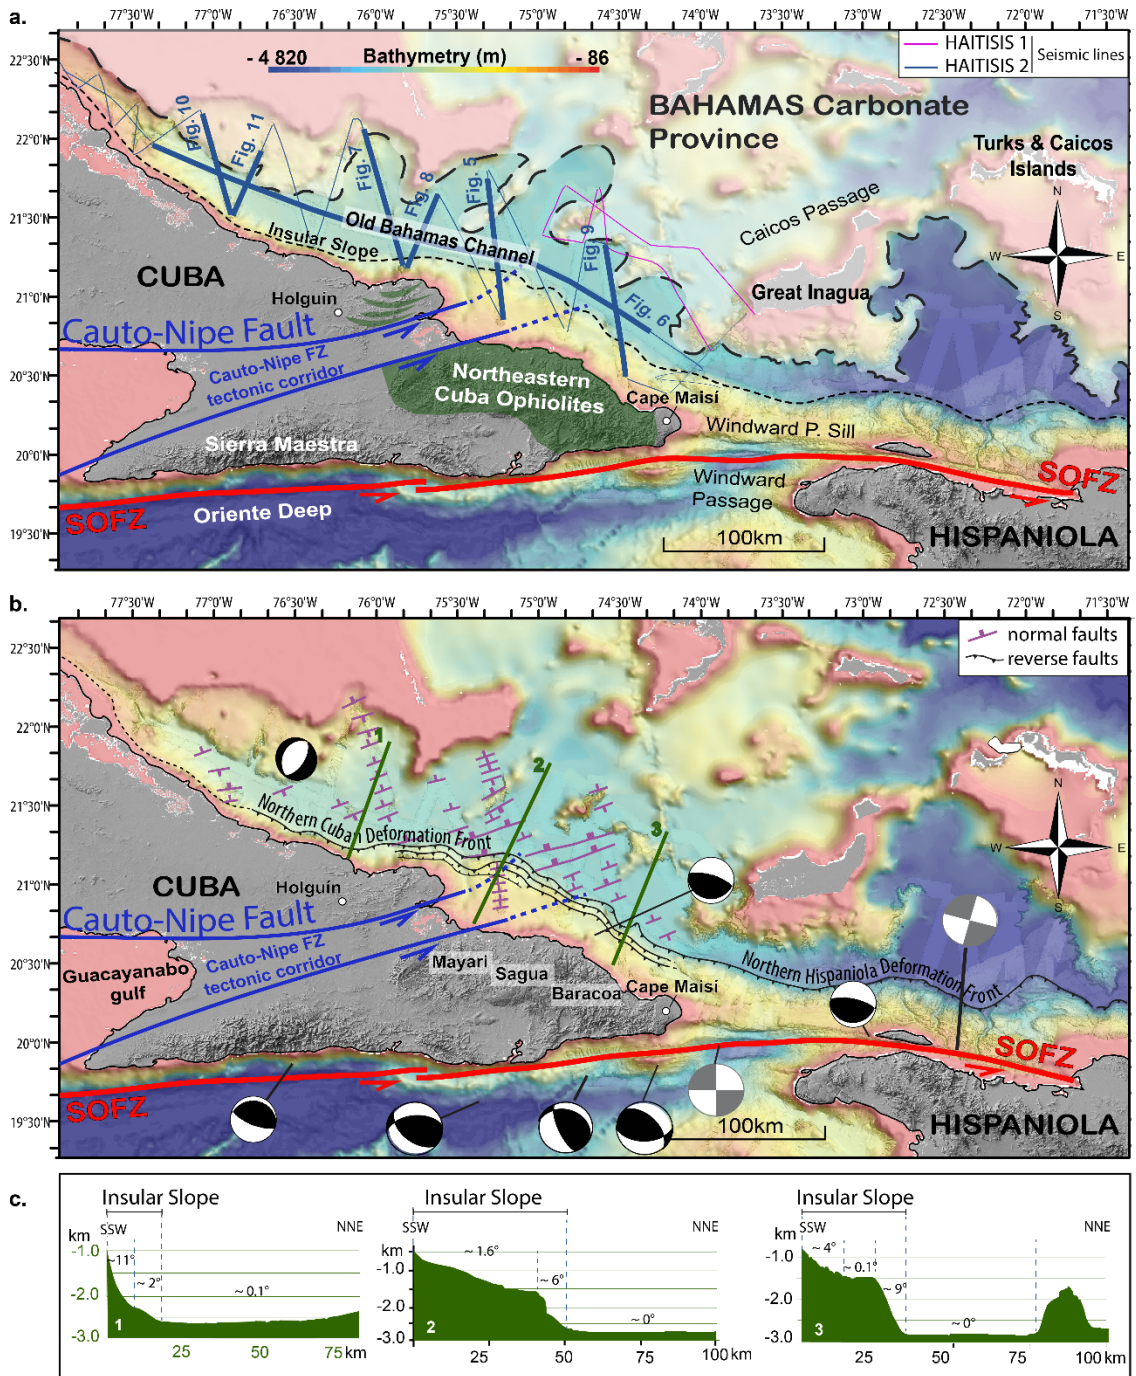 a.
77°30'W 77°0'W 76°30'W 76°0'W 75°30'W 75°0'W 74°30'W 74°0'W 73°30'W 73°0'W 72°30'W 72°0'W 71°30'W
22°30'N
22°0'N
21°30'N
21°0'N
20°30'N
20°0'N
19°30'N
Bathymetry (m)
- 4 820
- 86
HAITISIS 1
HAITISIS 2
Seismic lines
BAHAMAS Carbonate
Province
Turks & Caicos
Islands
N
W
E
S
Caicos Passage
Great Inagua
Fig. 10
Fig. 11
Fig. 7
Fig. 8
Fig. 5
Fig. 9
Fig. 6
Old Bahamas Channel
Insular Slope
CUBA
Holguin
Cauto-Nipe Fault
Cauto-Nipe FZ
tectonic corridor
Northeastern
Cuba Ophiolites
Cape Maisí
Sierra Maestra
Windward P. Sill
Windward
Passage
SOFZ
SOFZ
Oriente Deep
100km
HISPANIOLA
b.
77°30'W 77°0'W 76°30'W 76°0'W 75°30'W 75°0'W 74°30'W 74°0'W 73°30'W 73°0'W 72°30'W 72°0'W 71°30'W
22°30'N
22°0'N
21°30'N
21°0'N
20°30'N
20°0'N
19°30'N
normal faults
reverse faults
N
W
E
S
1
2
3
Northern Cuban Deformation Front
CUBA
Holguín
Cauto-Nipe Fault
Cauto-Nipe FZ
tectonic corridor
Guacayanabo
gulf
Mayari
Sagua
Baracoa
Cape Maisí
Northern Hispaniola Deformation Front
SOFZ
SOFZ
100km
HISPANIOLA
c.
Insular Slope
SSW
NNE
km
-1.0
-2.0
-3.0
~11°
~ 2°
~ 0.1°
1
25 50 75 km
Insular Slope
km
-1.0
-2.0
-3.0
~ 1.6°
~ 6°
~ 0°
2
25 50 75 100km
Insular Slope
SSW
NNE
km
-1.0
-2.0
-3.0
~ 4°
~ 0.1°
~ 9°
~ 0°
3
50 75 100 km